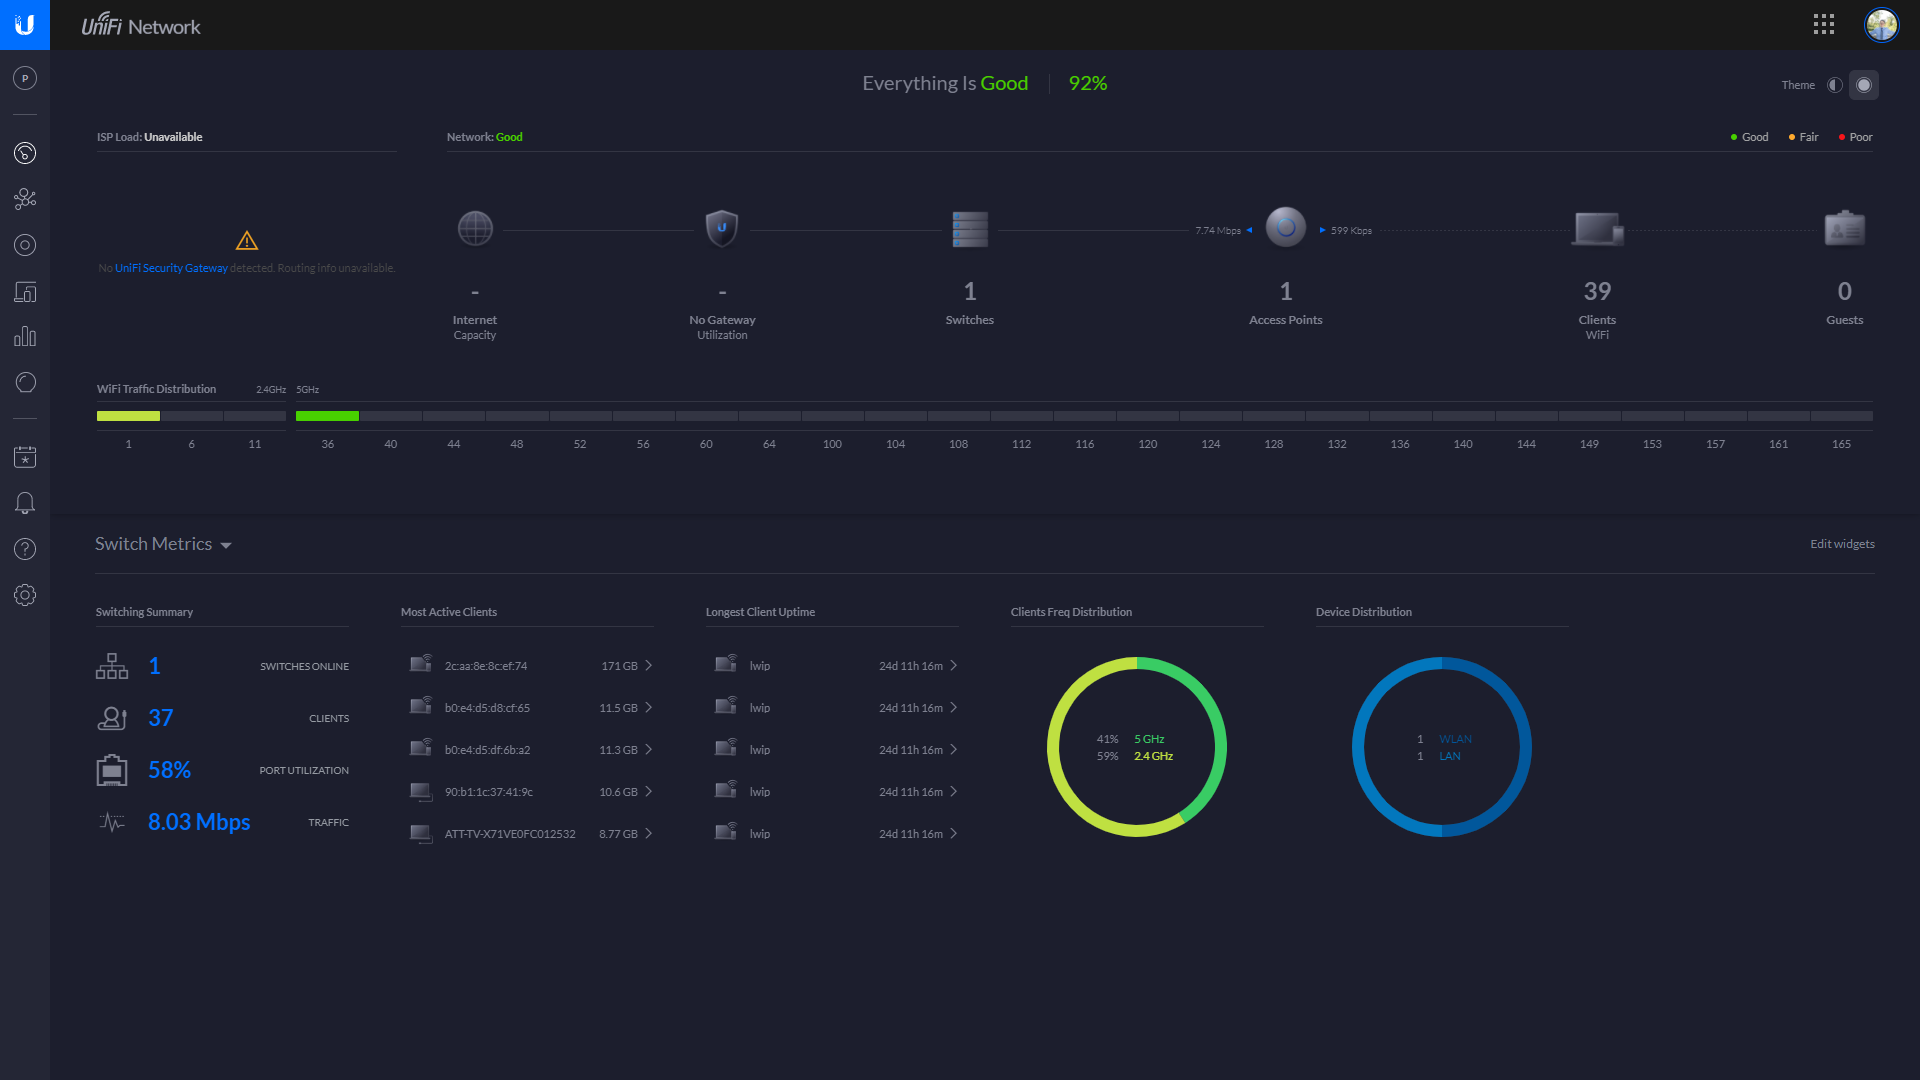 UniFi Network
P
Everything Is Good 92%
Theme
ISP Load: Unavailable
Network: Good
Good Fair Poor
No UniFi Security Gateway detected. Routing info unavailable.
7.74 Mbps 599 Kbps
- - 1 1 39 0
Internet No Gateway Switches Access Points Clients Guests
Capacity Utilization WiFi
WiFi Traffic Distribution 2.4GHz 5GHz
1 6 11 36 40 44 48 52 56 60 64 100 104 108 112 116 120 124 128 132 136 140 144 149 153 157 161 165
Switch Metrics
Edit widgets
Switching Summary
1 SWITCHES ONLINE
37 CLIENTS
58% PORT UTILIZATION
8.03 Mbps TRAFFIC
Most Active Clients
2c:aa:8e:8c:ef:74 171 GB
b0:e4:d5:d8:cf:65 11.5 GB
b0:e4:d5:df:6b:a2 11.3 GB
90:b1:1c:37:41:9c 10.6 GB
ATT-TV-X71VE0FC012532 8.77 GB
Longest Client Uptime
lwip 24d 11h 16m
lwip 24d 11h 16m
lwip 24d 11h 16m
lwip 24d 11h 16m
lwip 24d 11h 16m
Clients Freq Distribution
41% 5 GHz
59% 2.4 GHz
Device Distribution
1 WLAN
1 LAN